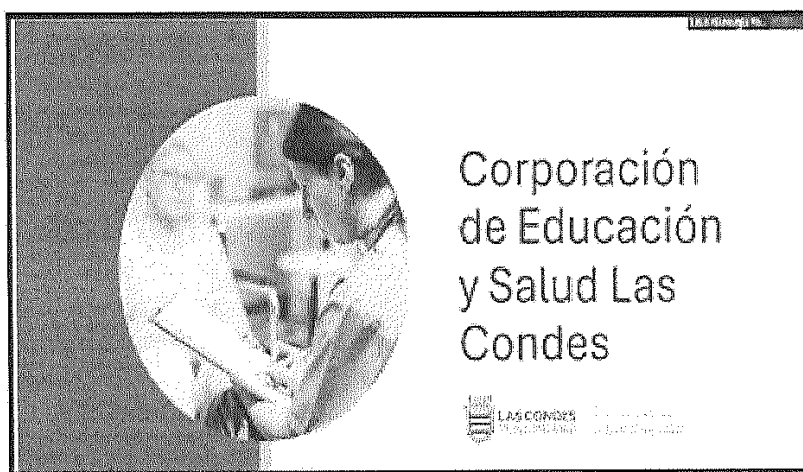 Corporación
de Educación
y Salud Las
Condes
LAS CONDES